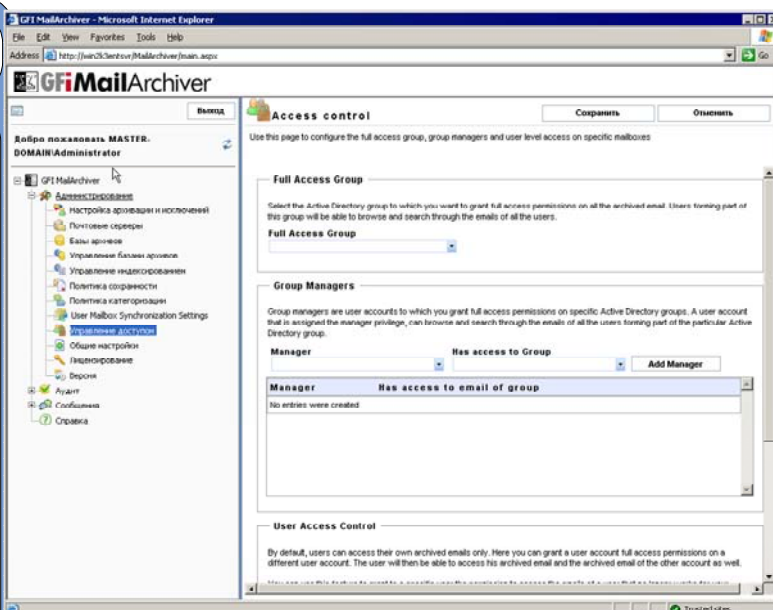 GFI MailArchiver - Microsoft Internet Explorer
File Edit View Favorites Tools Help
Address http://win2k3entsvr/MailArchiver/main.aspx Go
GFiMailArchiver
Выход
Добро пожаловать MASTER-
DOMAIN\Administrator
GFI MailArchiver
Администрирование
Настройка архивации и исключений
Почтовые серверы
Базы архивов
Управление базами архивов
Управление индексированием
Политика сохранности
Политика категоризации
User Mailbox Synchronization Settings
Управление доступом
Общие настройки
Лицензирование
Версия
Аудит
Сообщения
Справка
Access control
Сохранить
Отменить
Use this page to configure the full access group, group managers and user level access on specific mailboxes
Full Access Group
Select the Active Directory group to which you want to grant full access permissions on all the archived email. Users forming part of
this group will be able to browse and search through the emails of all the users.
Full Access Group
Group Managers
Group managers are user accounts to which you grant full access permissions on specific Active Directory groups. A user account
that is assigned the manager privilege, can browse and search through the emails of all the users forming part of the particular Active
Directory group.
Manager Has access to Group
Add Manager
Manager Has access to email of group
No entries were created
User Access Control
By default, users can access their own archived emails only. Here you can grant a user account full access permissions on a
different user account. The user will then be able to access his archived email and the archived email of the other account as well.